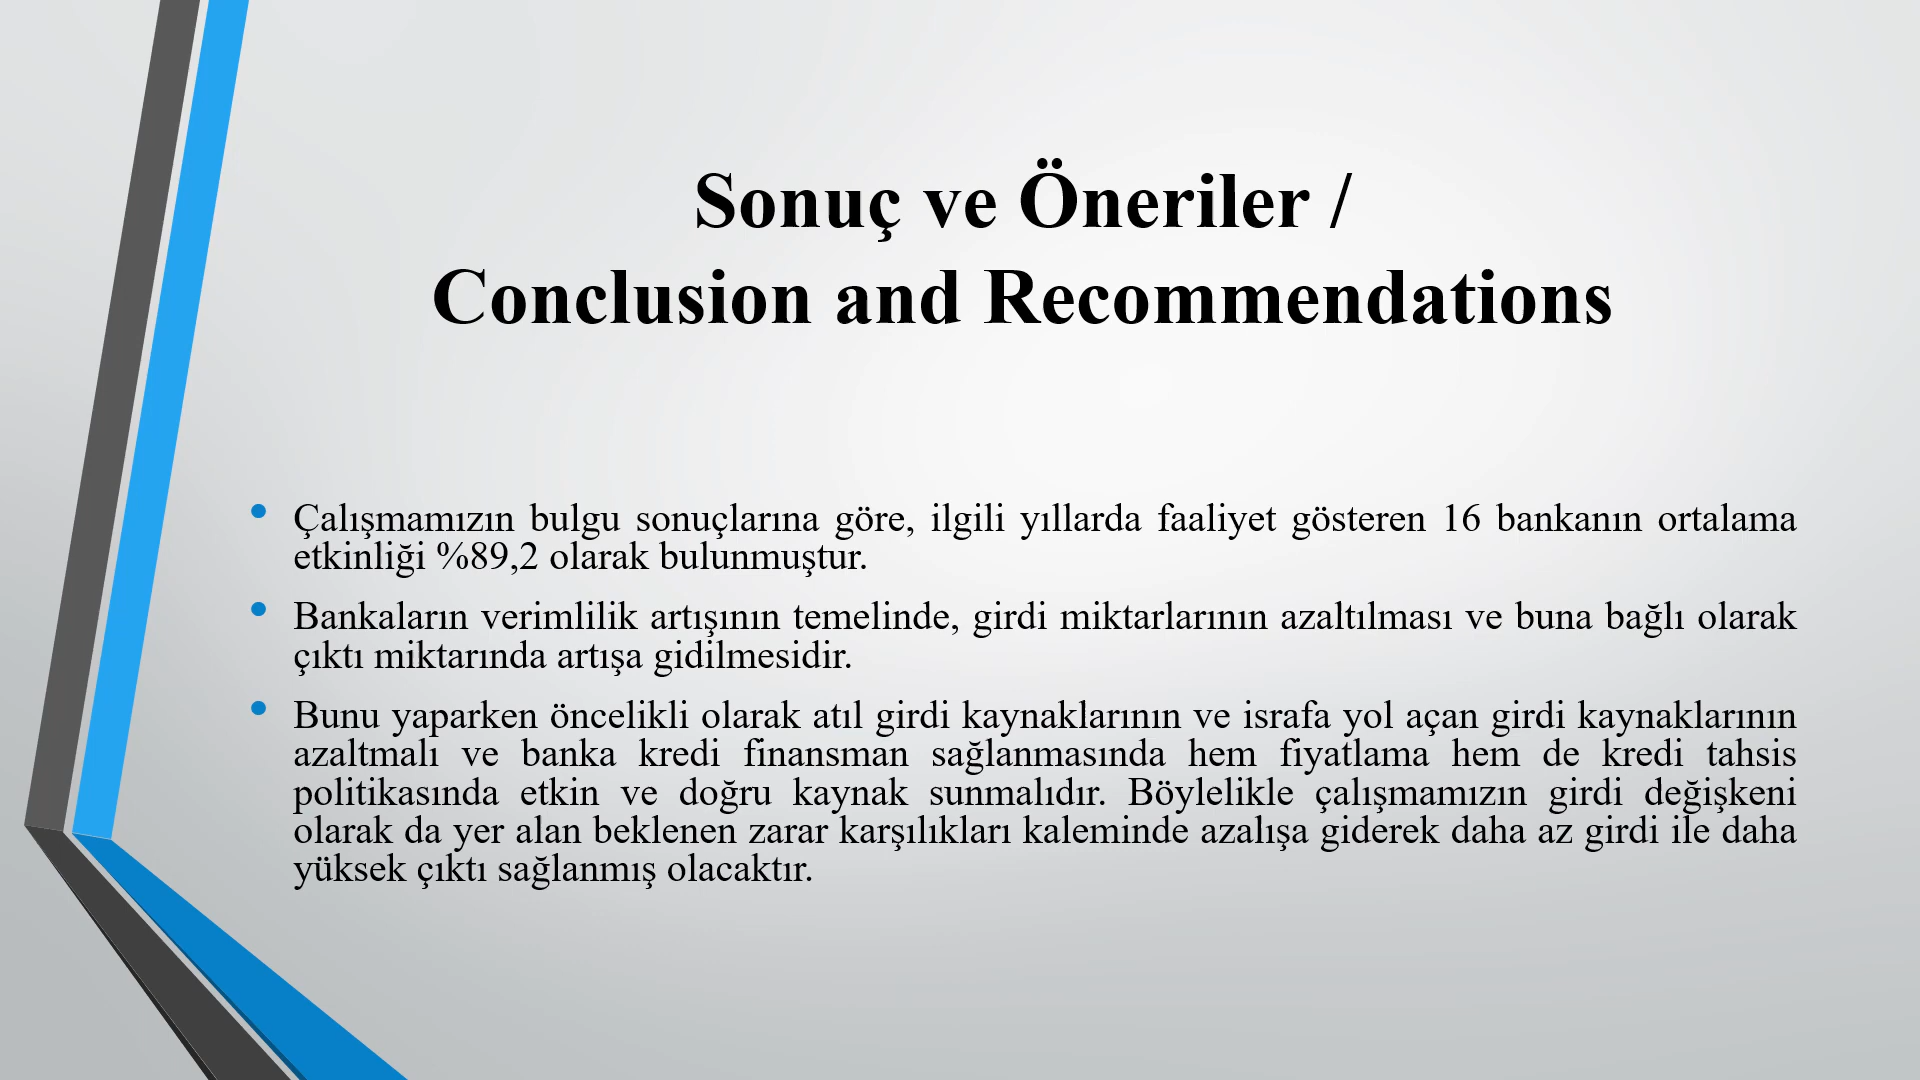 Sonuç ve Öneriler /
Conclusion and Recommendations
• Çalışmamızın bulgu sonuçlarına göre, ilgili yıllarda faaliyet gösteren 16 bankanın ortalama
etkinliği %89,2 olarak bulunmuştur.
• Bankaların verimlilik artışının temelinde, girdi miktarlarının azaltılması ve buna bağlı olarak
çıktı miktarında artışa gidilmesidir.
• Bunu yaparken öncelikli olarak atıl girdi kaynaklarının ve israfa yol açan girdi kaynaklarının
azaltmalı ve banka kredi finansman sağlanmasında hem fiyatlama hem de kredi tahsis
politikasında etkin ve doğru kaynak sunmalıdır. Böylelikle çalışmamızın girdi değişkeni
olarak da yer alan beklenen zarar karşılıkları kaleminde azalışa giderek daha az girdi ile daha
yüksek çıktı sağlanmış olacaktır.